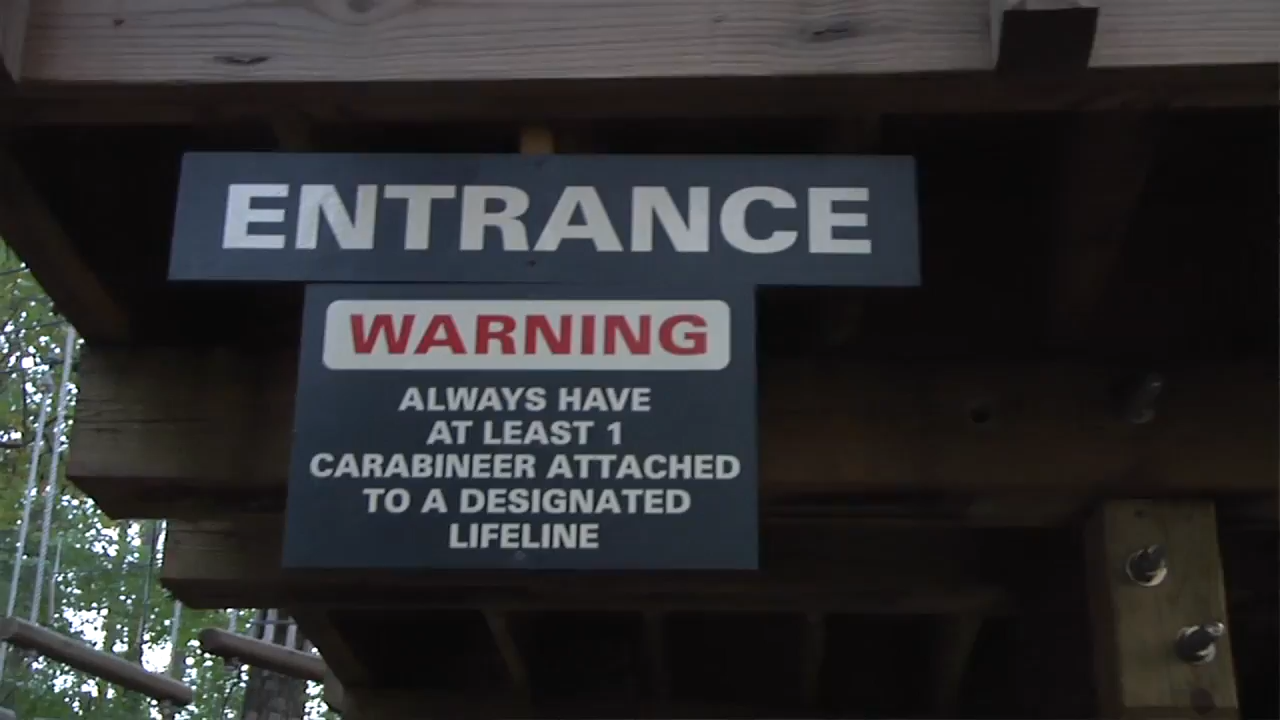 ENTRANCE
WARNING
ALWAYS HAVE
AT LEAST 1
CARABINEER ATTACHED
TO A DESIGNATED
LIFELINE